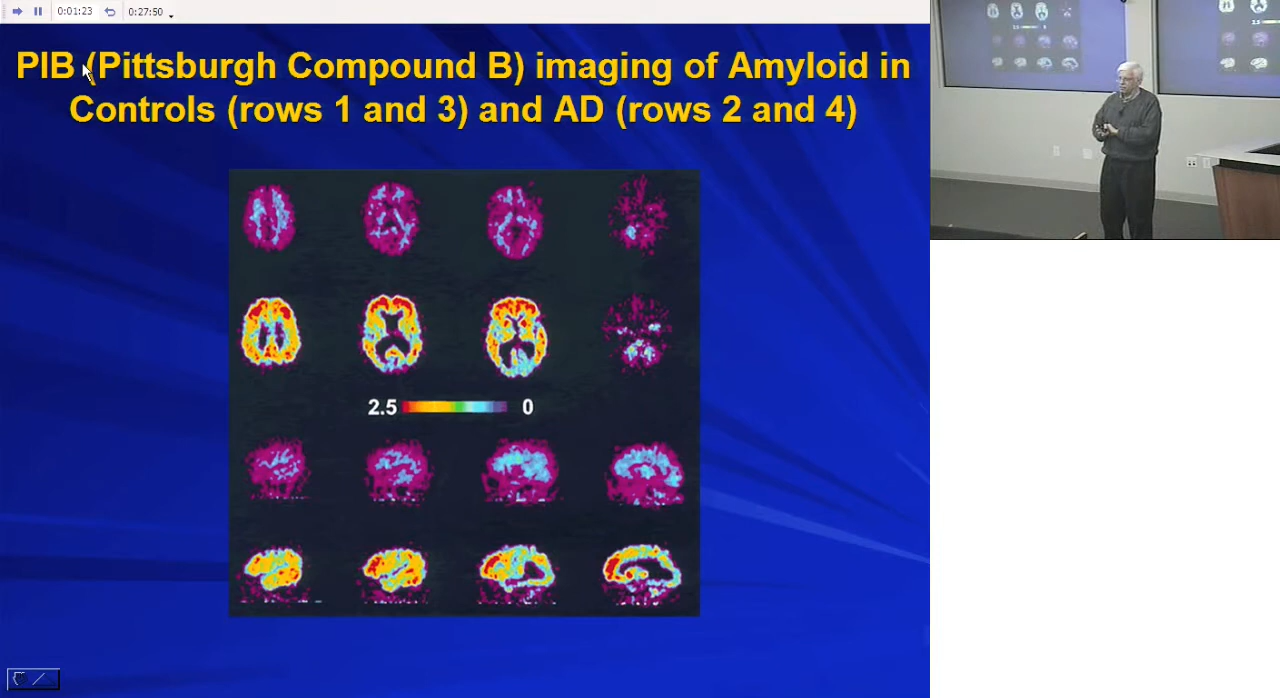 0:01:23 0:27:50
PIB (Pittsburgh Compound B) imaging of Amyloid in
Controls (rows 1 and 3) and AD (rows 2 and 4)
2.5 0